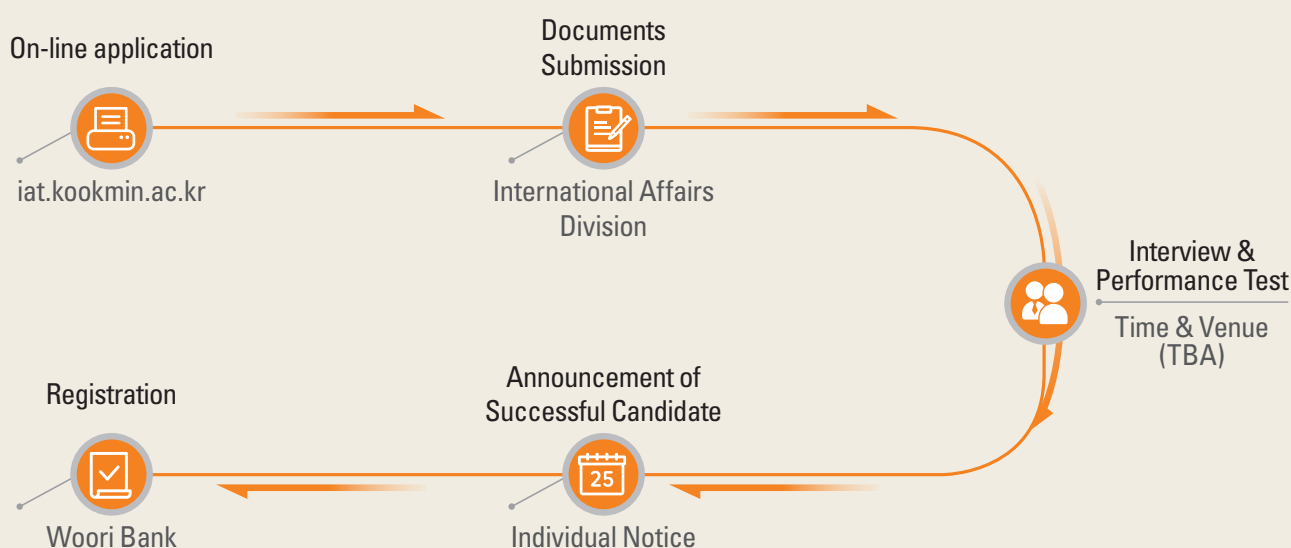 On-line application
iat.kookmin.ac.kr
Documents
Submission
International Affairs
Division
Interview &
Performance Test
Time & Venue
(TBA)
Announcement of
Successful Candidate
25
Individual Notice
Registration
Woori Bank